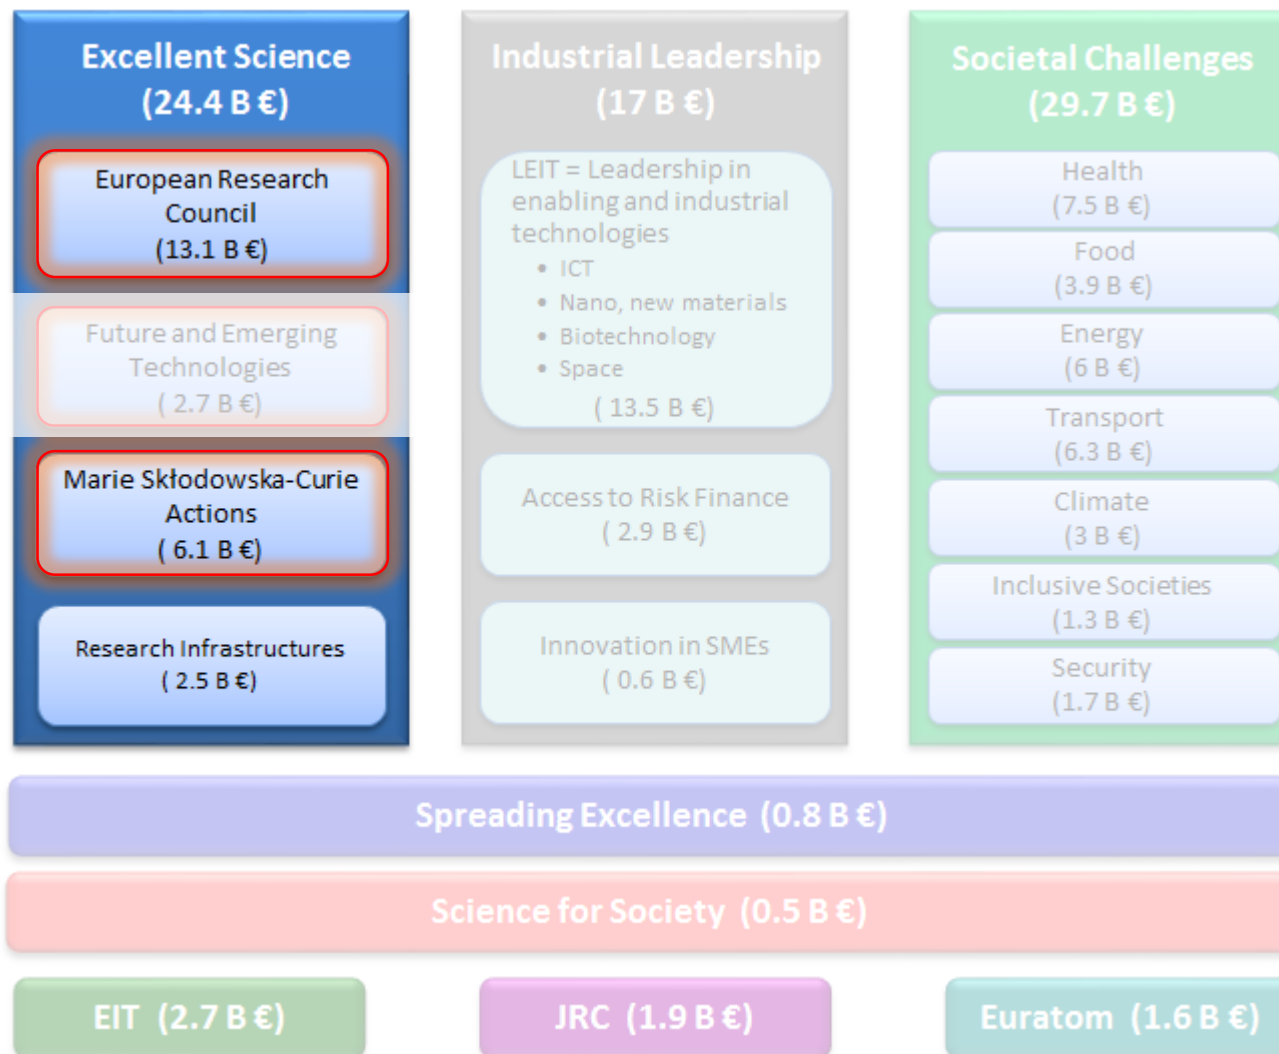 Excellent Science
(24.4 B €)
European Research
Council
(13.1 B €)
Future and Emerging
Technologies
( 2.7 B €)
Marie Skłodowska-Curie
Actions
( 6.1 B €)
Research Infrastructures
( 2.5 B €)
Industrial Leadership
(17 B €)
LEIT = Leadership in
enabling and industrial
technologies
• ICT
• Nano, new materials
• Biotechnology
• Space
( 13.5 B €)
Access to Risk Finance
( 2.9 B €)
Innovation in SMEs
( 0.6 B €)
Societal Challenges
(29.7 B €)
Health
(7.5 B €)
Food
(3.9 B €)
Energy
(6 B €)
Transport
(6.3 B €)
Climate
(3 B €)
Inclusive Societies
(1.3 B €)
Security
(1.7 B €)
Spreading Excellence (0.8 B €)
Science for Society (0.5 B €)
EIT (2.7 B €)
JRC (1.9 B €)
Euratom (1.6 B €)